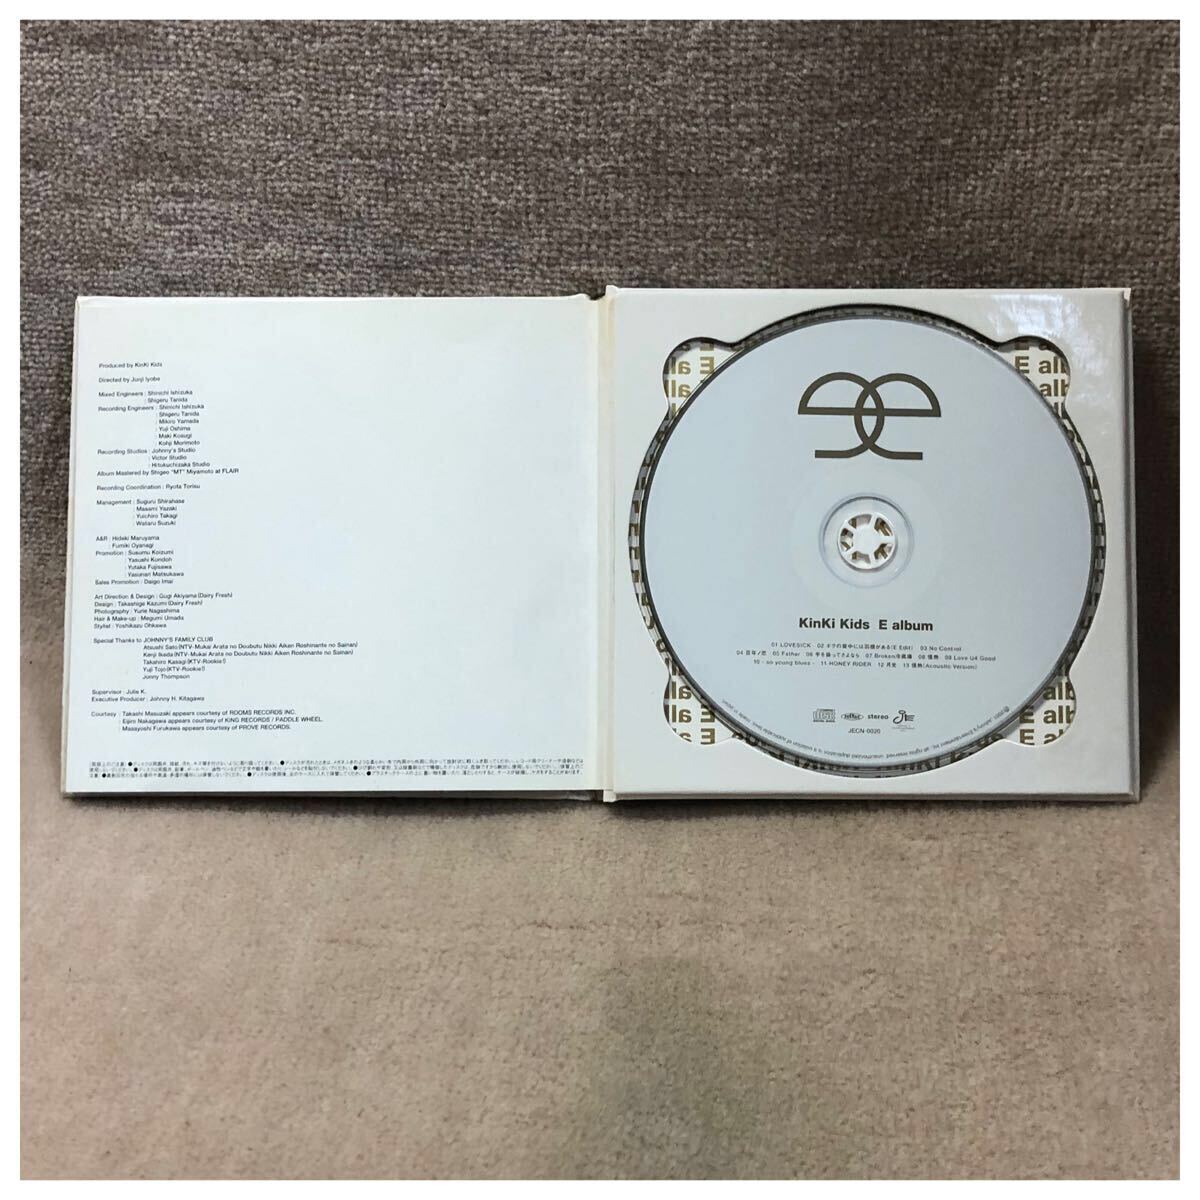 Produced by KinKi Kids
Directed by Junji Iyobe
Mixed Engineers : Shinichi Ishizuka
: Shigeru Tanida
Recording Engineers : Shinichi Ishizuka
: Shigeru Tanida
: Mikiro Yamada
: Yuji Oshima
: Maki Kosugi
: Kohji Morimoto
Recording Studios : Johnny's Studio
: Victor Studio
: Hitokuchizaka Studio
Album Mastered by Shigeo "MT" Miyamoto at FLAIR
Recording Coordination : Ryota Torisu
Management : Suguru Shirahase
: Masami Yazaki
: Yuichiro Takagi
: Wataru Suzuki
A&R : Hideki Maruyama
: Fumiki Oyanagi
Promotion : Susumu Koizumi
: Yasushi Kondoh
: Yutaka Fujisawa
: Yasunari Matsukawa
Sales Promotion : Daigo Imai
Art Direction & Design : Gugi Akiyama (Dairy Fresh)
Design : Takashige Kazumi (Dairy Fresh)
Photography : Yurie Nagashima
Hair & Make-up : Megumi Umada
Stylist : Yoshikazu Ohkawa
Special Thanks to JOHNNY'S FAMILY CLUB
Atsushi Sato (NTV-Mukai Arata no Doubutu Nikki Aiken Roshinante no Sainan)
Kenji Ikeda (NTV-Mukai Arata no Doubutu Nikki Aiken Roshinante no Sainan)
Takahiro Kasagi (KTV-Rookie!)
Yuji Tojo (KTV-Rookie!)
Jonny Thompson
Supervisor : Julie K.
Executive Producer : Johnny H. Kitagawa
Courtesy : Takashi Masuzaki appears courtesy of ROOMS RECORDS INC.
: Eijiro Nakagawa appears courtesy of KING RECORDS / PADDLE WHEEL.
Masayoshi Furukawa appears courtesy of PROVE RECORDS.
E album
KinKi Kids E album
01 LOVESICK 02 ボクの背中には羽根がある (E Edit) 03 No Control
04 百年ノ恋 05 Father 06 手を振ってさよなら 07 Broken冷蔵庫 08 情熱 09 Love U4 Good
10 - so young blues - 11 HONEY RIDER 12 月光 13 情熱 (Acoustic Version)
stereo
JECN-0020